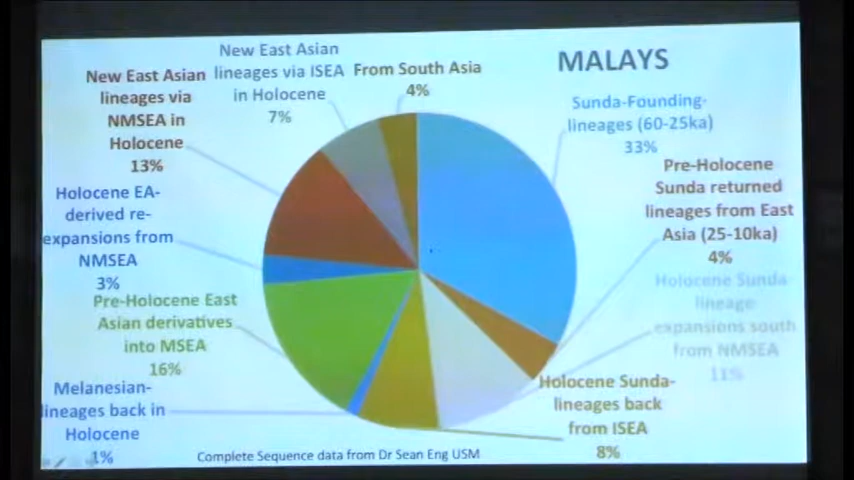 MALAYS
New East Asian
lineages via ISEA
in Holocene
7%
From South Asia
4%
Sunda-Founding-
lineages (60-25ka)
33%
Pre-Holocene
Sunda returned
lineages from East
Asia (25-10ka)
4%
Holocene Sunda
lineage
expansions south
from NMSEA
11%
Holocene Sunda-
lineages back
from ISEA
8%
Melanesian-
lineages back in
Holocene
1%
Pre-Holocene East
Asian derivatives
into MSEA
16%
Holocene EA-
derived re-
expansions from
NMSEA
3%
New East Asian
lineages via
NMSEA in
Holocene
13%
Complete Sequence data from Dr Sean Eng USM